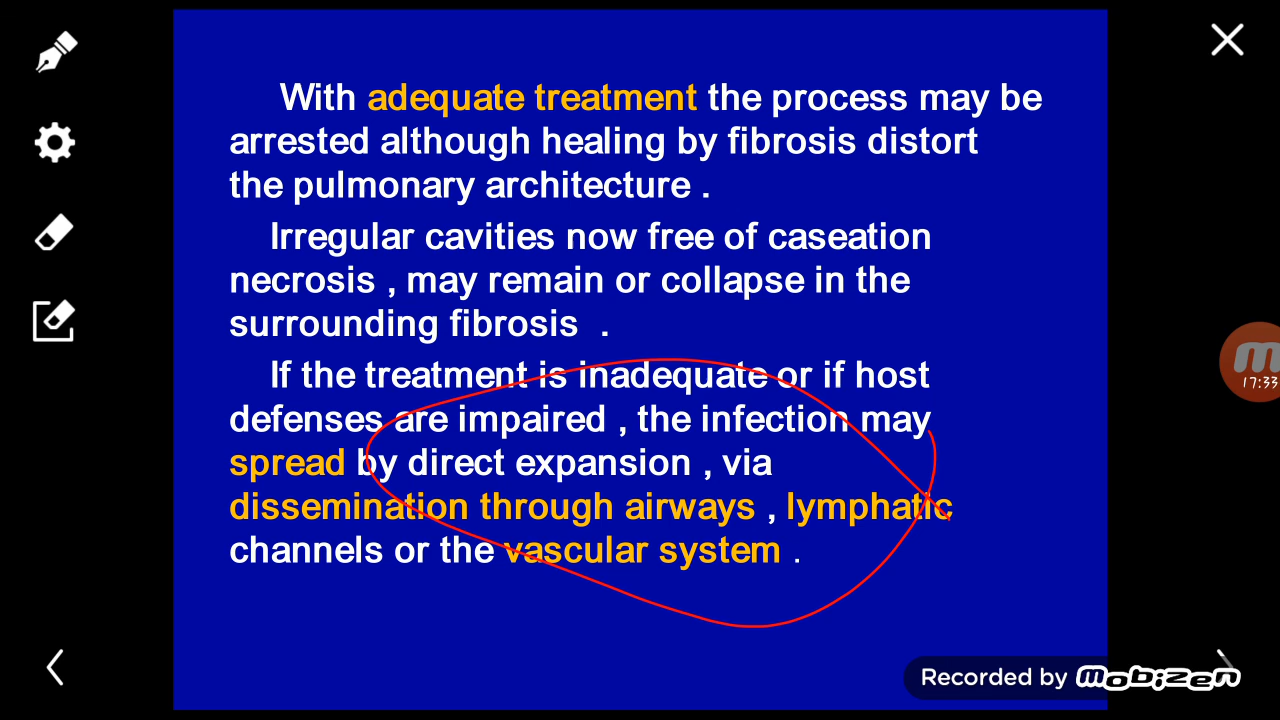 With adequate treatment the process may be
arrested although healing by fibrosis distort
the pulmonary architecture .
Irregular cavities now free of caseation
necrosis , may remain or collapse in the
surrounding fibrosis .
If the treatment is inadequate or if host
defenses are impaired , the infection may
spread by direct expansion , via
dissemination through airways , lymphatic
channels or the vascular system .
17:33
Recorded by Mobizen